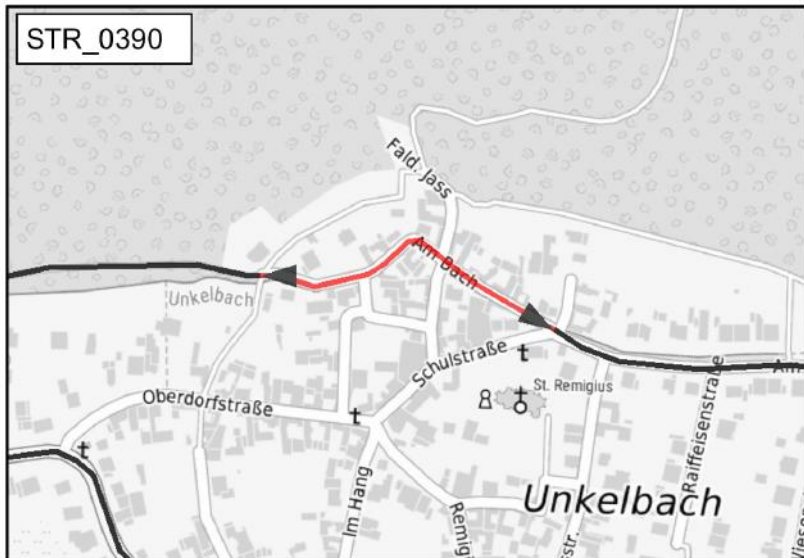 STR_0390
Fald. Jass
Am Bach
Unkelbach
Schulstraße
St. Remigius
Oberdorfstraße
Raiffeisenstraße
Im Hang
Unkelbach